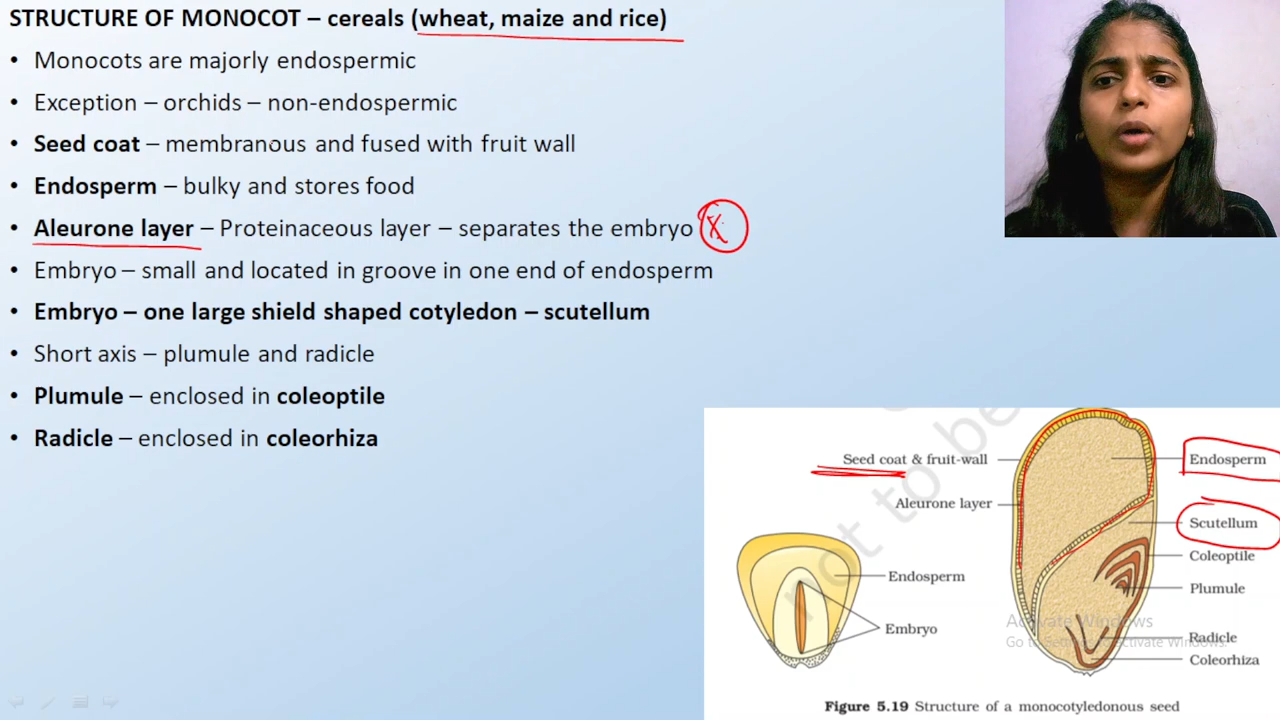 STRUCTURE OF MONOCOT – cereals (wheat, maize and rice)
• Monocots are majorly endospermic
• Exception – orchids – non-endospermic
• Seed coat – membranous and fused with fruit wall
• Endosperm – bulky and stores food
• Aleurone layer – Proteinaceous layer – separates the embryo
• Embryo – small and located in groove in one end of endosperm
• Embryo – one large shield shaped cotyledon – scutellum
• Short axis – plumule and radicle
• Plumule – enclosed in coleoptile
• Radicle – enclosed in coleorhiza
not to be
Seed coat & fruit-wall
Endosperm
Aleurone layer
Scutellum
Coleoptile
Endosperm
Plumule
Embryo
Activate Windows
Radicle
Go to Settings to activate Windows.
Coleorhiza
Figure 5.19 Structure of a monocotyledonous seed